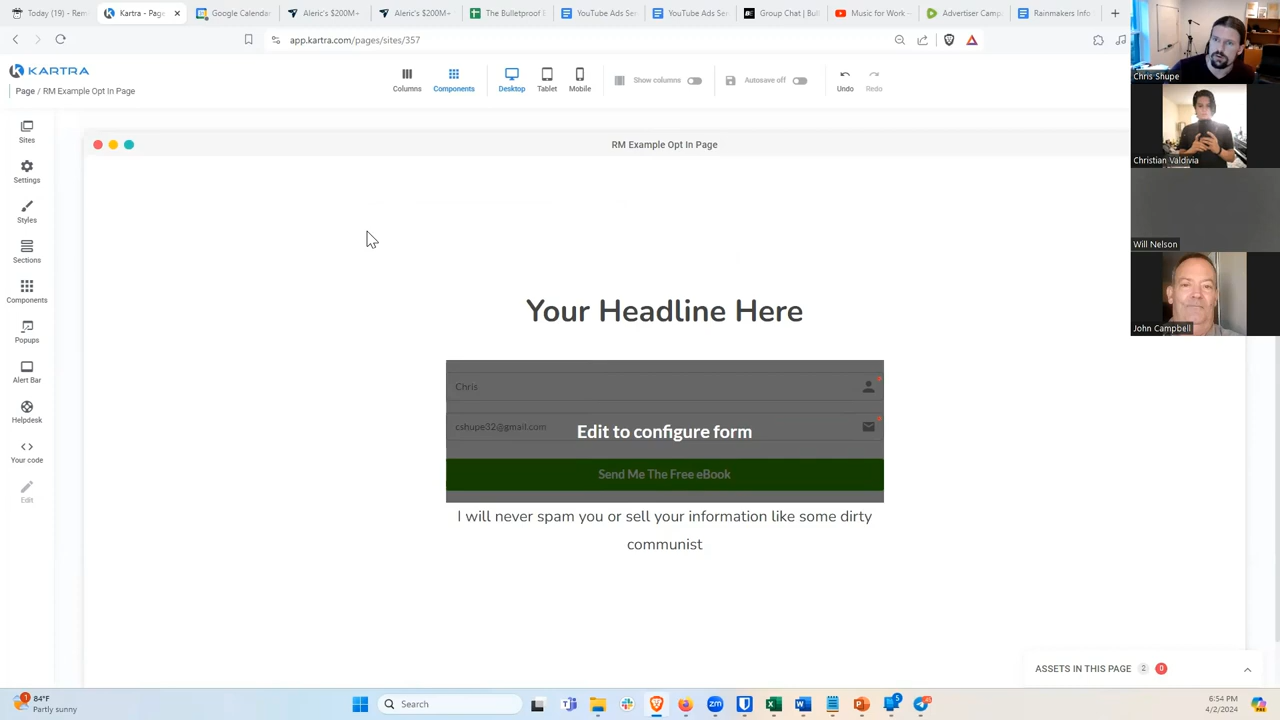 Today (19) - Rem
Kartra - Page
Google Calendar
Aleric's $200M+
Aleric's $200M+
The Bulletproof E
YouTube Ad Serv
YouTube Ad Serv
Group Chat | Bull
Music for Work
Advertiser Camp
Rainmakers Info
app.kartra.com/pages/sites/357
KARTRA
Page / RM Example Opt In Page
Columns
Components
Desktop
Tablet
Mobile
Show columns
Autosave off
Undo
Redo
Sites
Settings
Styles
Sections
Components
Popups
Alert Bar
Helpdesk
Your code
Edit
RM Example Opt In Page
Your Headline Here
Chris
cshupe32@gmail.com
Edit to configure form
Send Me The Free eBook
I will never spam you or sell your information like some dirty
communist
Chris Shupe
Christian Valdivia
Will Nelson
John Campbell
ASSETS IN THIS PAGE 2 0
1
84°F
Partly sunny
Search
5
6:54 PM
4/2/2024